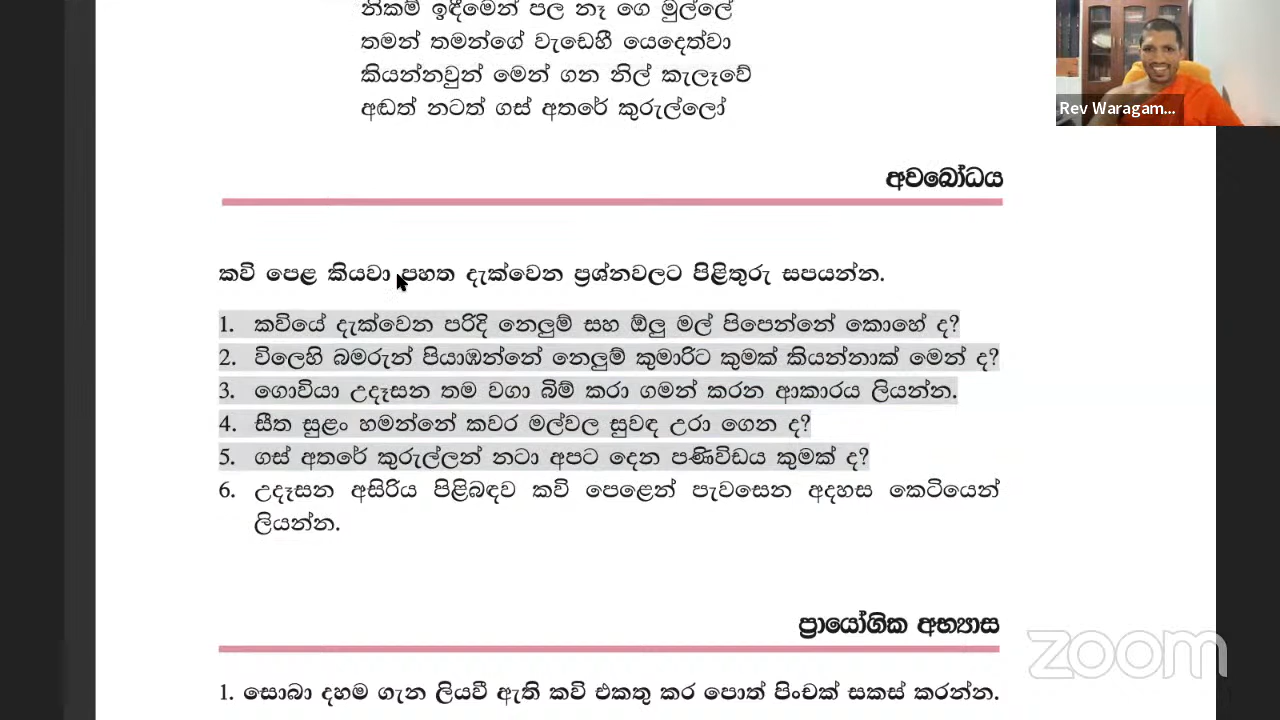 නිකම් ඉඳීමෙන් පල නෑ ගෙ මුල්ලේ
තමන් තමන්ගේ වැඩෙහී යෙදෙත්වා
කියන්නවුන් මෙන් ගන නිල් කැලෑවේ
අඬත් නටත් ගස් අතරේ කුරුල්ලෝ
Rev Waragam...
අවබෝධය
කවි පෙළ කියවා පහත දැක්වෙන ප්‍රශ්නවලට පිළිතුරු සපයන්න.
1. කවියේ දැක්වෙන පරිදි නෙලුම් සහ ඕලු මල් පිපෙන්නේ කොහේ ද?
2. විලෙහි බමරුන් පියාඹන්නේ නෙලුම් කුමාරිට කුමක් කියන්නාක් මෙන් ද?
3. ගොවියා උදෑසන තම වගා බිම් කරා ගමන් කරන ආකාරය ලියන්න.
4. සීත සුළං හමන්නේ කවර මල්වල සුවඳ උරා ගෙන ද?
5. ගස් අතරේ කුරුල්ලන් නටා අපට දෙන පණිවිඩය කුමක් ද?
6. උදෑසන අසිරිය පිළිබඳව කවි පෙළෙන් පැවසෙන අදහස කෙටියෙන්
ලියන්න.
ප්‍රායෝගික අභ්‍යාස
zoom
1. සොබා දහම ගැන ලියවී ඇති කවි එකතු කර පොත් පිංචක් සකස් කරන්න.